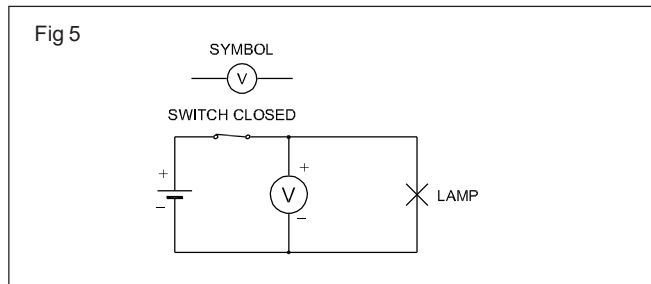 Fig 5
SYMBOL
V
SWITCH CLOSED
+
+
V
LAMP
–
–